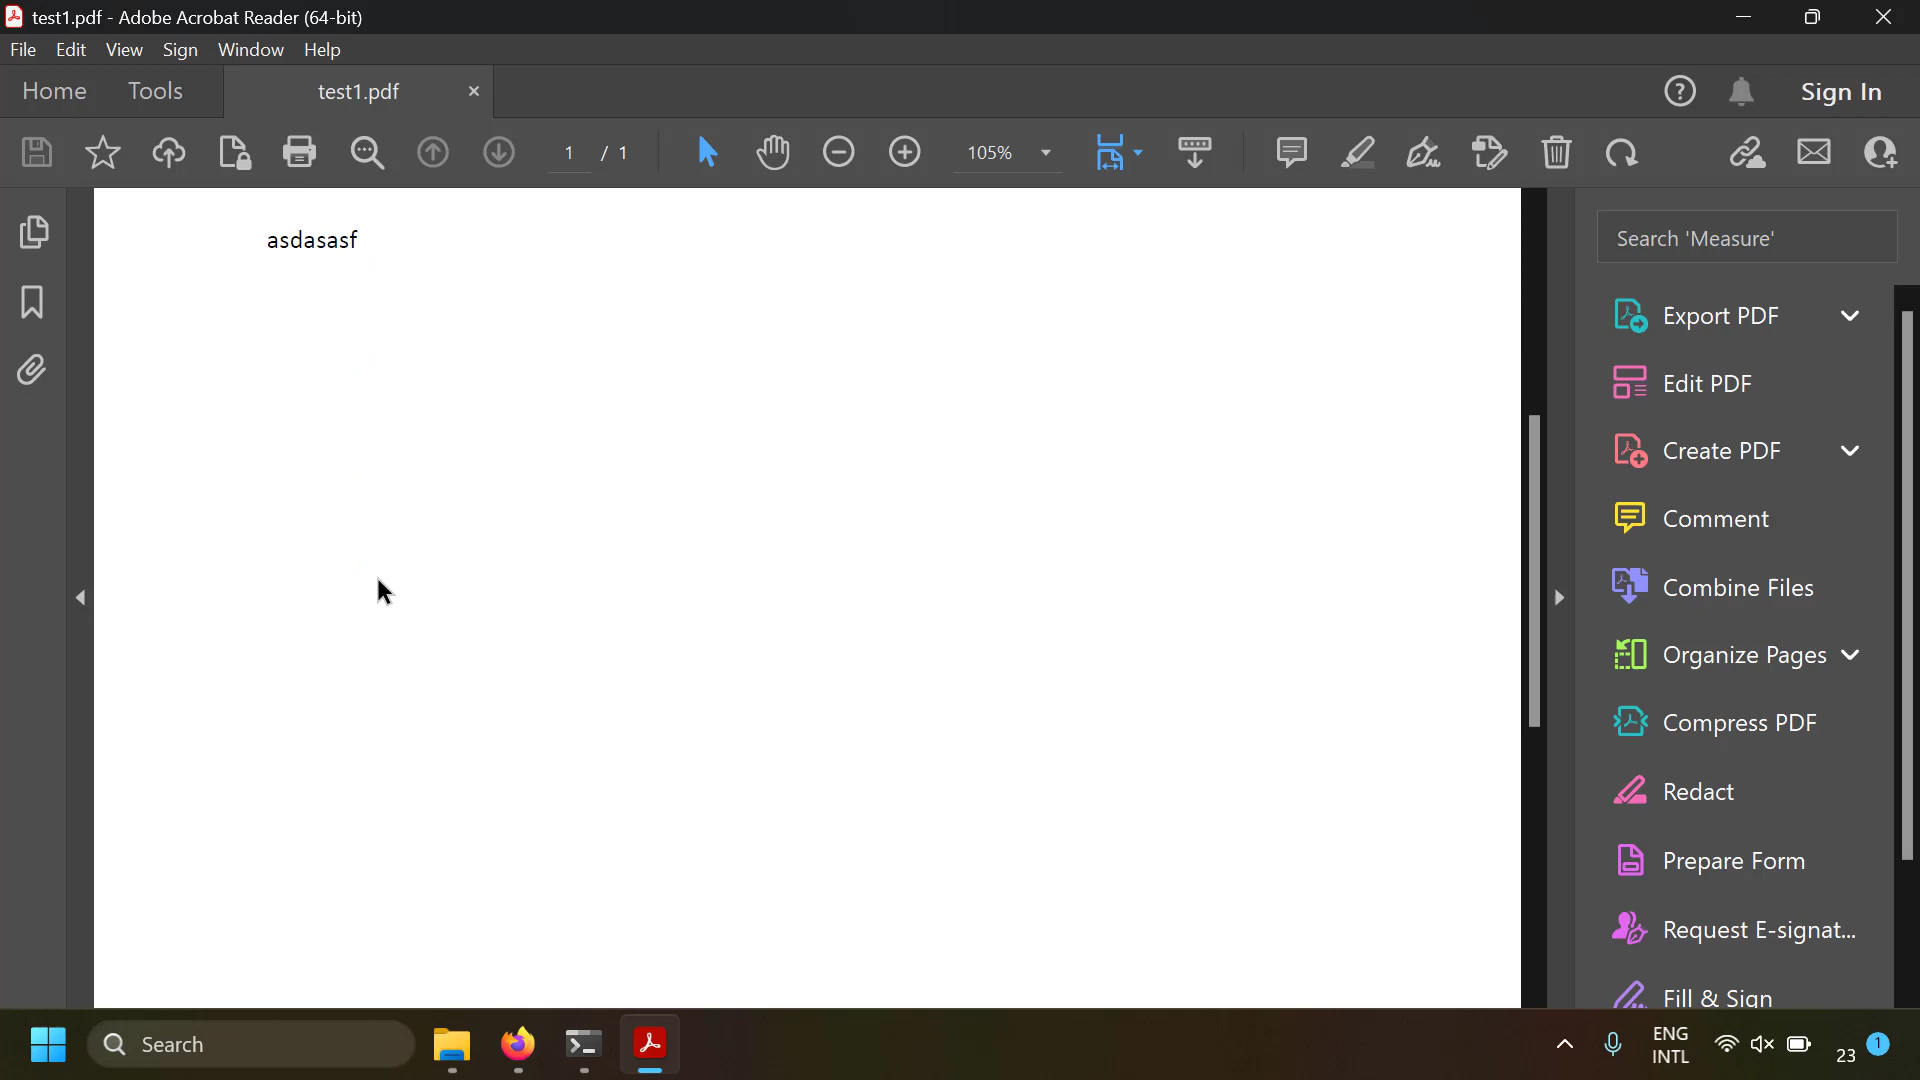 test1.pdf - Adobe Acrobat Reader (64-bit)
File Edit View Sign Window Help
Home Tools test1.pdf Sign In
1 / 1 105%
asdasasf
Search 'Measure'
Export PDF
Edit PDF
Create PDF
Comment
Combine Files
Organize Pages
Compress PDF
Redact
Prepare Form
Request E-signat...
Fill & Sign
Search
ENG
INTL
23 1